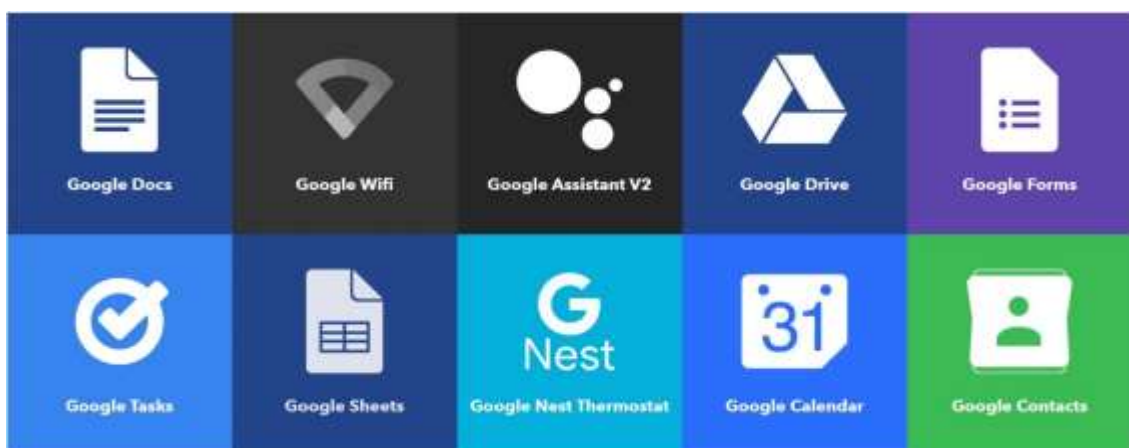 Google Docs
Google Wifi
Google Assistant V2
Google Drive
Google Forms
31
G
Nest
Google Tasks
Google Sheets
Google Nest Thermostat
Google Calendar
Google Contacts